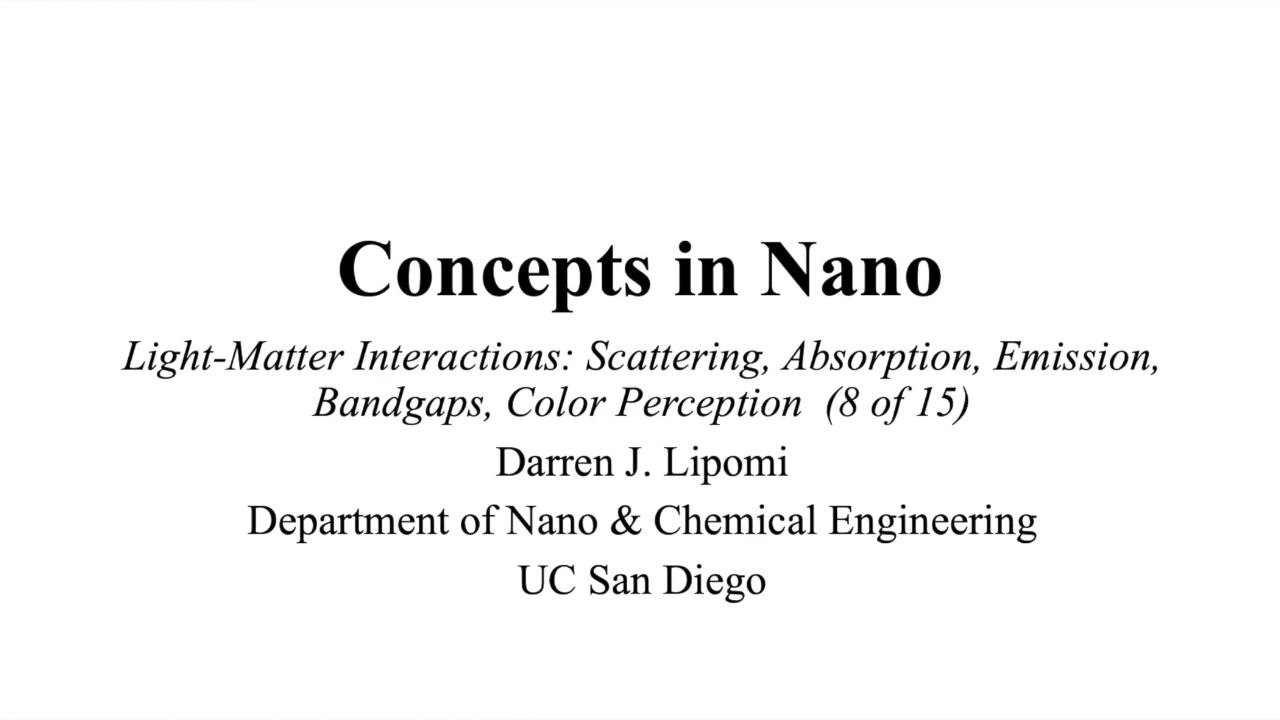 Concepts in Nano
Light-Matter Interactions: Scattering, Absorption, Emission,
Bandgaps, Color Perception (8 of 15)
Darren J. Lipomi
Department of Nano & Chemical Engineering
UC San Diego